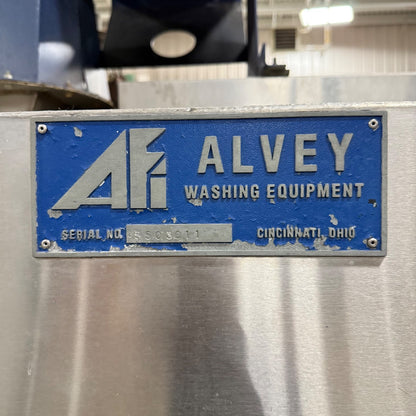 AFi ALVEY
WASHING EQUIPMENT
SERIAL NO. CINCINNATI, OHIO